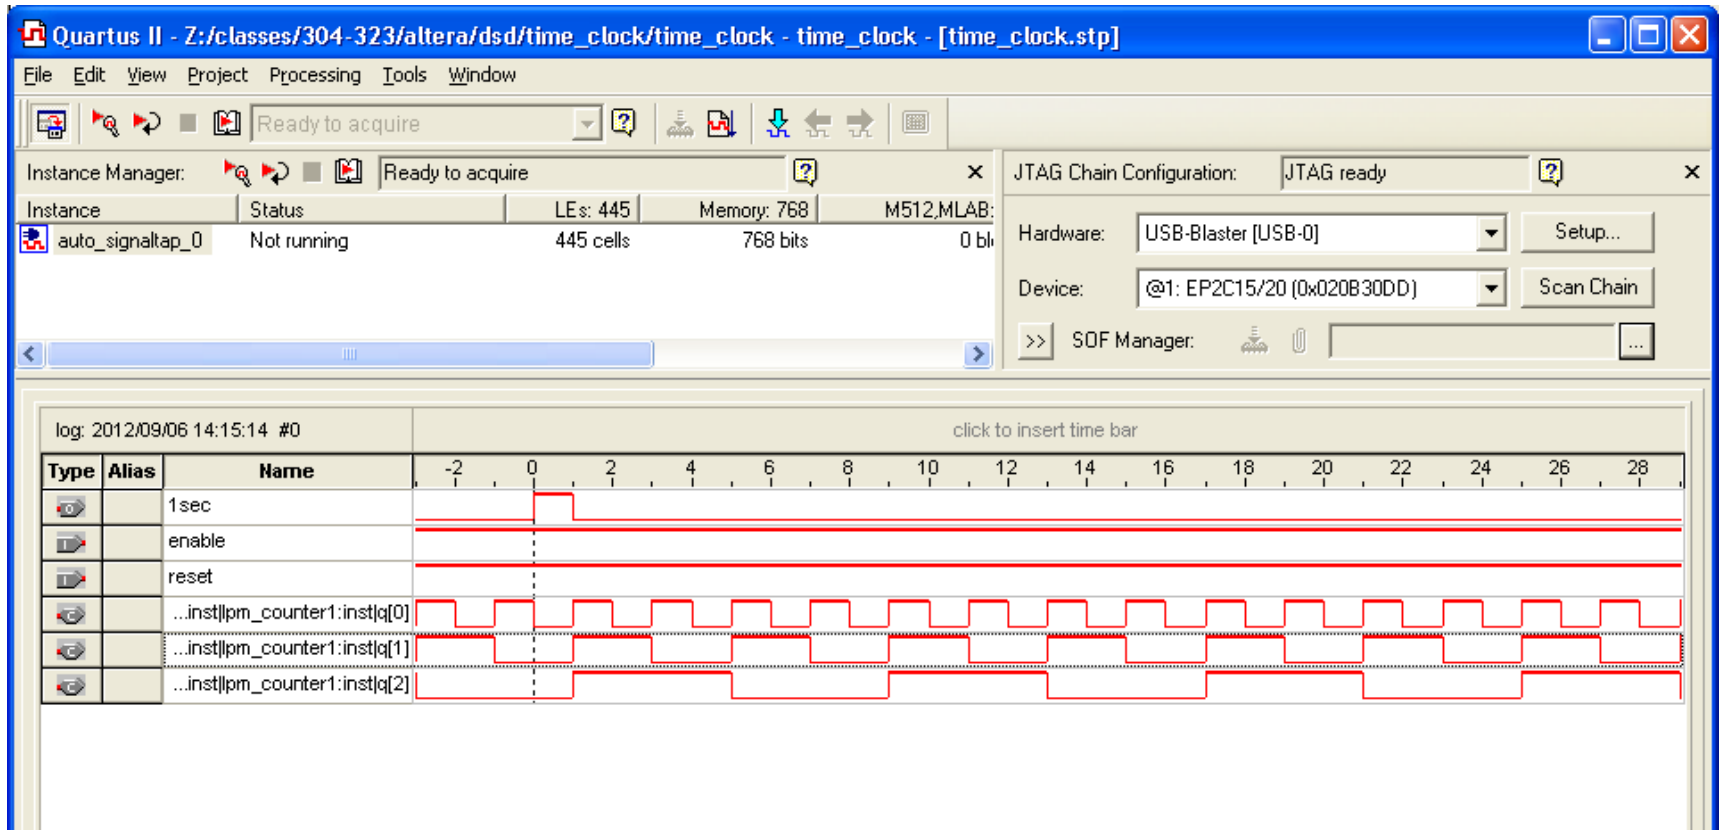 Quartus II - Z:/classes/304-323/altera/dsd/time_clock/time_clock - time_clock - [time_clock.stp]
File Edit View Project Processing Tools Window
Ready to acquire
Instance Manager: Ready to acquire
JTAG Chain Configuration: JTAG ready
Instance Status LEs: 445 Memory: 768 M512,MLAB:
auto_signaltap_0 Not running 445 cells 768 bits 0 blo
Hardware: USB-Blaster [USB-0] Setup...
Device: @1: EP2C15/20 (0x020B30DD) Scan Chain
>> SOF Manager: ...
log: 2012/09/06 14:15:14 #0 click to insert time bar
Type Alias Name -2 0 2 4 6 8 10 12 14 16 18 20 22 24 26 28
1sec
enable
reset
...inst|lpm_counter1:inst|q[0]
...inst|lpm_counter1:inst|q[1]
...inst|lpm_counter1:inst|q[2]